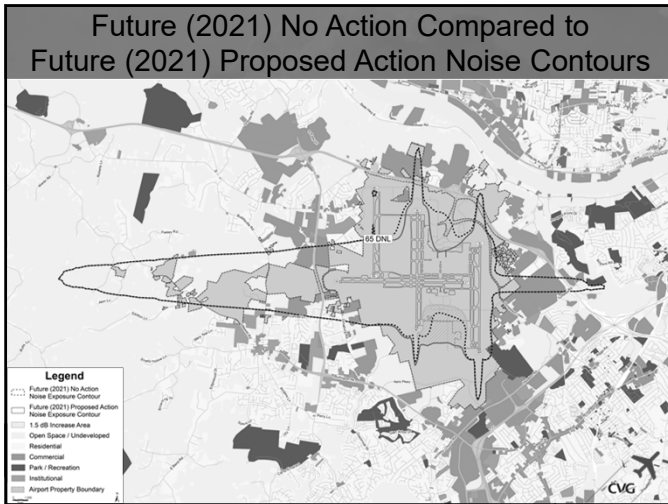 Future (2021) No Action Compared to
Future (2021) Proposed Action Noise Contours
65 DNL
Legend
Future (2021) No Action
Noise Exposure Contour
Future (2021) Proposed Action
Noise Exposure Contour
1.5 dB Increase Area
Open Space / Undeveloped
Residential
Commercial
Park / Recreation
Institutional
Airport Property Boundary
CVG